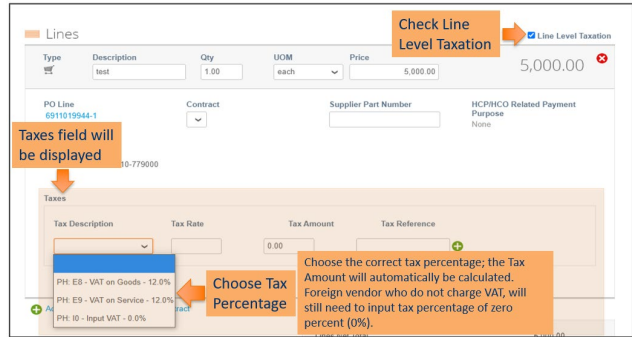 Lines
Check Line
Level Taxation
Line Level Taxation
Type Description Qty UOM Price
test 1.00 each 5,000.00 5,000.00
PO Line Contract Supplier Part Number HCP/HCO Related Payment
Purpose
6911019944-1
None
Taxes field will
be displayed
10-779000
Taxes
Tax Description Tax Rate Tax Amount Tax Reference
0.00
PH: E8 - VAT on Goods - 12.0%
PH: E9 - VAT on Service - 12.0%
PH: I0 - Input VAT - 0.0%
Choose Tax
Percentage
Choose the correct tax percentage; the Tax
Amount will automatically be calculated.
Foreign vendor who do not charge VAT, will
still need to input tax percentage of zero
percent (0%).